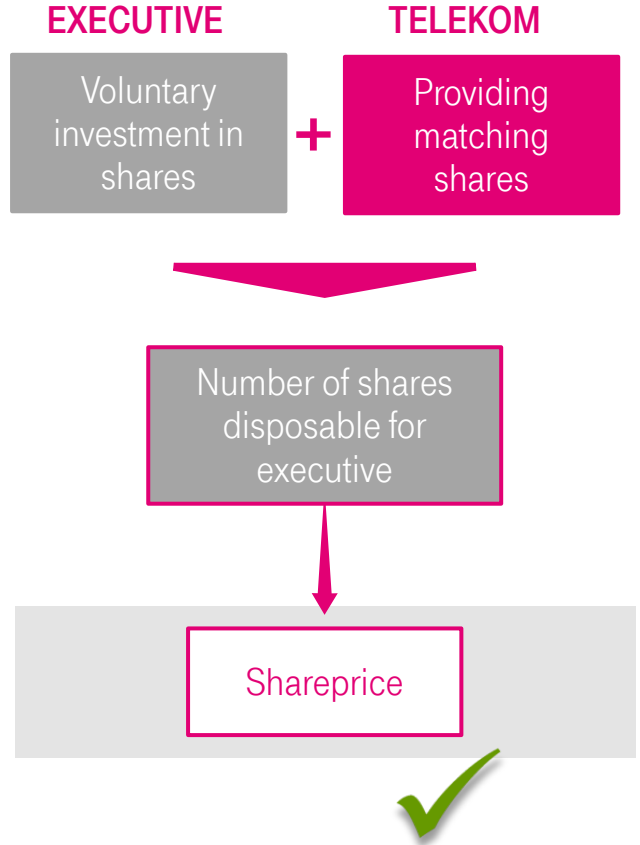 EXECUTIVE
TELEKOM
Voluntary
investment in
shares
+
Providing
matching
shares
Number of shares
disposable for
executive
Shareprice